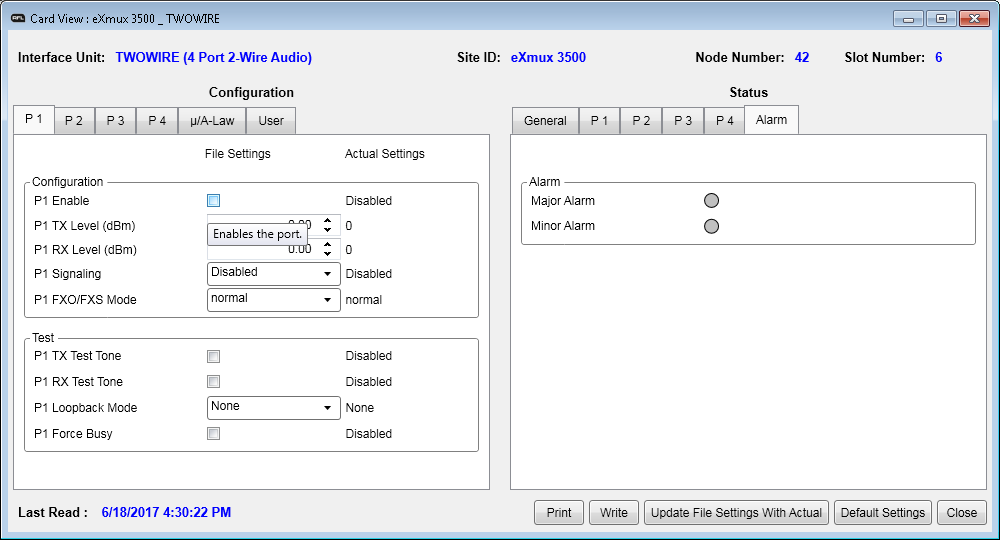 AFL Card View : eXmux 3500 _ TWOWIRE
Interface Unit: TWOWIRE (4 Port 2-Wire Audio) Site ID: eXmux 3500 Node Number: 42 Slot Number: 6
Configuration Status
P 1 P 2 P 3 P 4 µ/A-Law User General P 1 P 2 P 3 P 4 Alarm
File Settings Actual Settings
Configuration
P1 Enable Disabled
P1 TX Level (dBm) 0
Enables the port.
P1 RX Level (dBm) 0.00 0
P1 Signaling Disabled Disabled
P1 FXO/FXS Mode normal normal
Test
P1 TX Test Tone Disabled
P1 RX Test Tone Disabled
P1 Loopback Mode None None
P1 Force Busy Disabled
Alarm
Major Alarm
Minor Alarm
Last Read : 6/18/2017 4:30:22 PM Print Write Update File Settings With Actual Default Settings Close